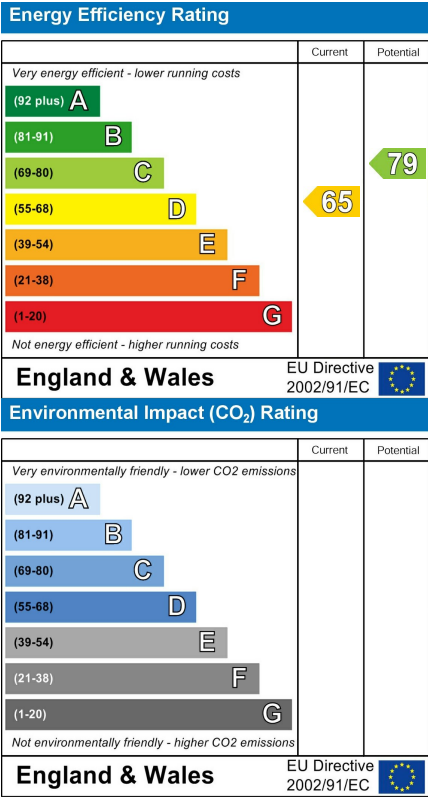 Energy Efficiency Rating
Current Potential
Very energy efficient - lower running costs
(92 plus) A
(81-91) B
(69-80) C
79
(55-68) D
65
(39-54) E
(21-38) F
(1-20) G
Not energy efficient - higher running costs
England & Wales
EU Directive
2002/91/EC
Environmental Impact (CO₂) Rating
Current Potential
Very environmentally friendly - lower CO2 emissions
(92 plus) A
(81-91) B
(69-80) C
(55-68) D
(39-54) E
(21-38) F
(1-20) G
Not environmentally friendly - higher CO2 emissions
England & Wales
EU Directive
2002/91/EC